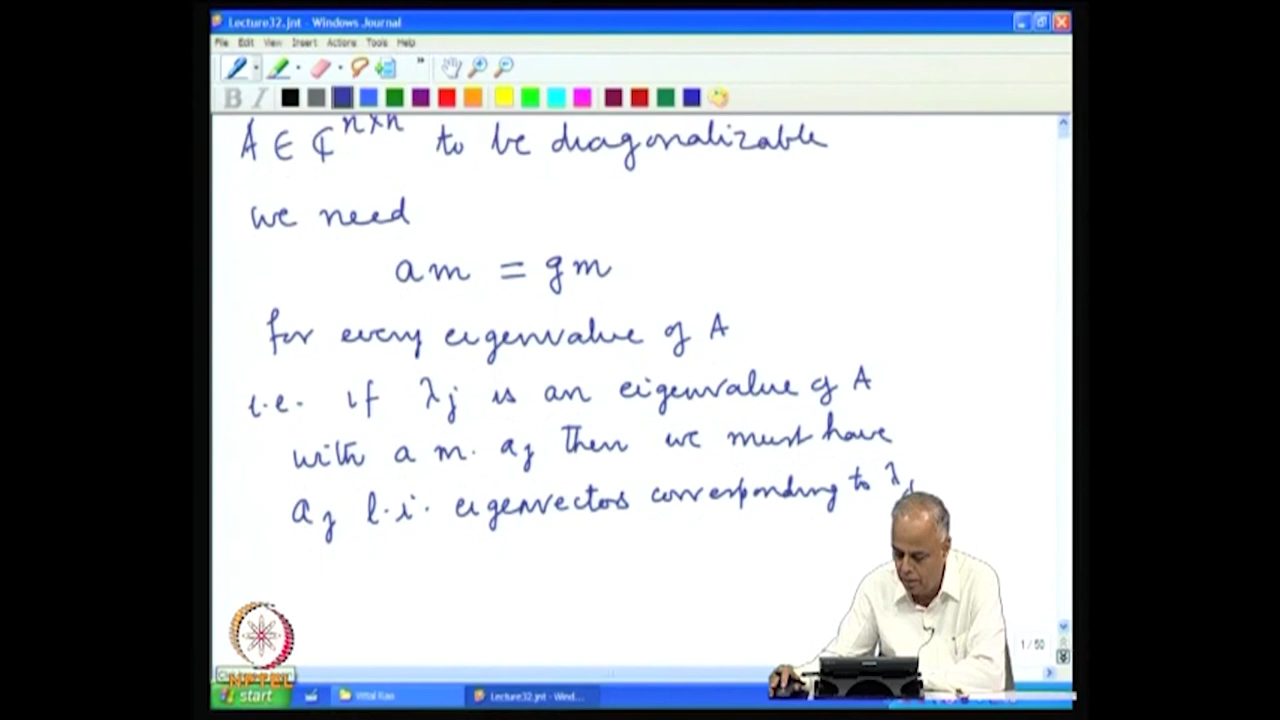 Lecture32.jnt - Windows Journal
File Edit View Insert Actions Tools Help
B I
A ∈ ₵ⁿˣⁿ to be diagonalizable
we need
am = gm
for every eigenvalue of A
i.e. if λj is an eigenvalue of A
with a m. aj then we must have
aj l.i. eigenvectors corresponding to λj
1 / 50
NPTEL
start
Vittal Rao
Lecture32.jnt - Wind...